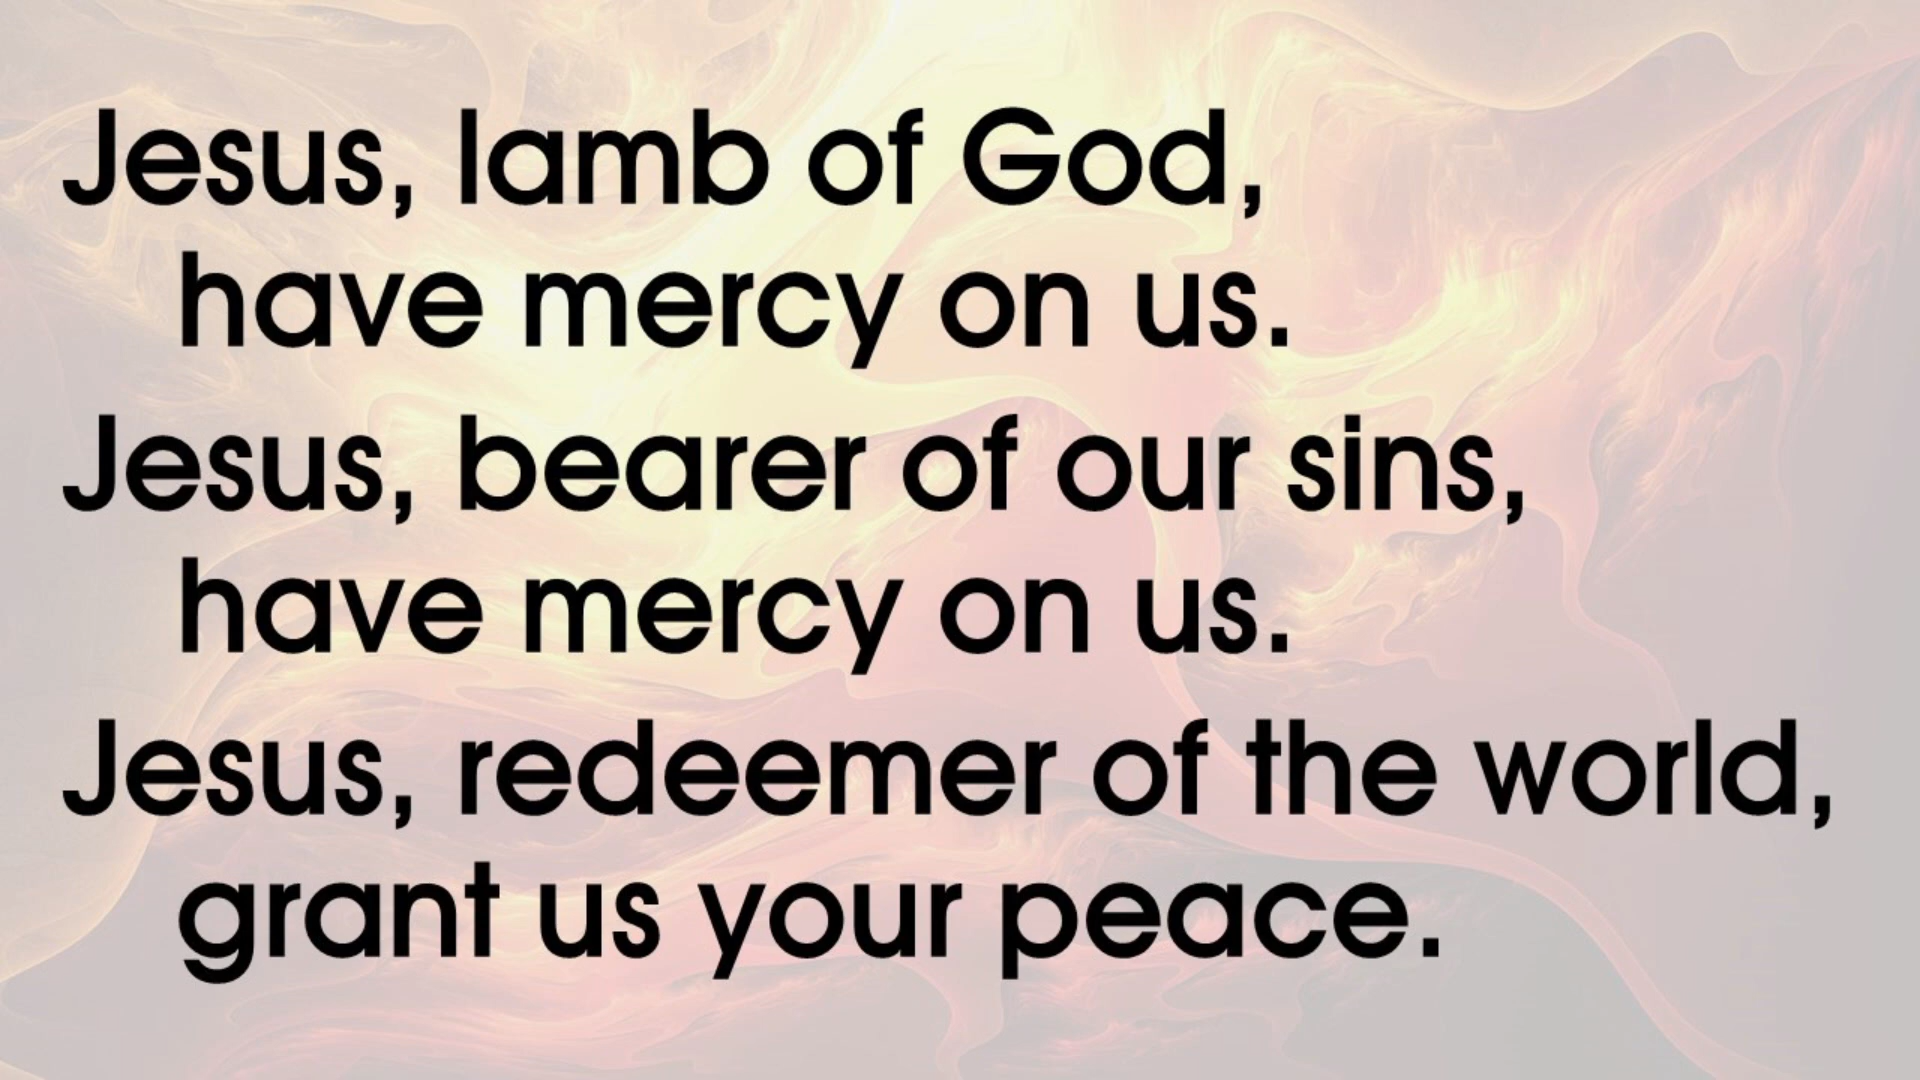 Jesus, lamb of God,
have mercy on us.
Jesus, bearer of our sins,
have mercy on us.
Jesus, redeemer of the world,
grant us your peace.